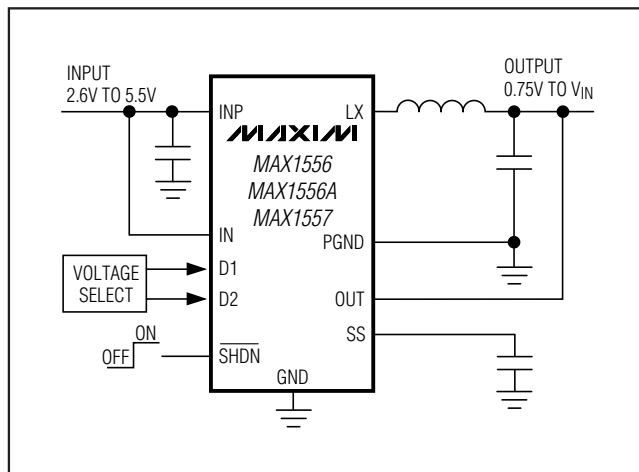 INPUT
2.6V TO 5.5V
OUTPUT
0.75V TO VIN
INP
LX
MAXIM
MAX1556
MAX1556A
MAX1557
PGND
IN
D1
VOLTAGE
SELECT
D2
OUT
SS
ON
OFF
SHDN
GND